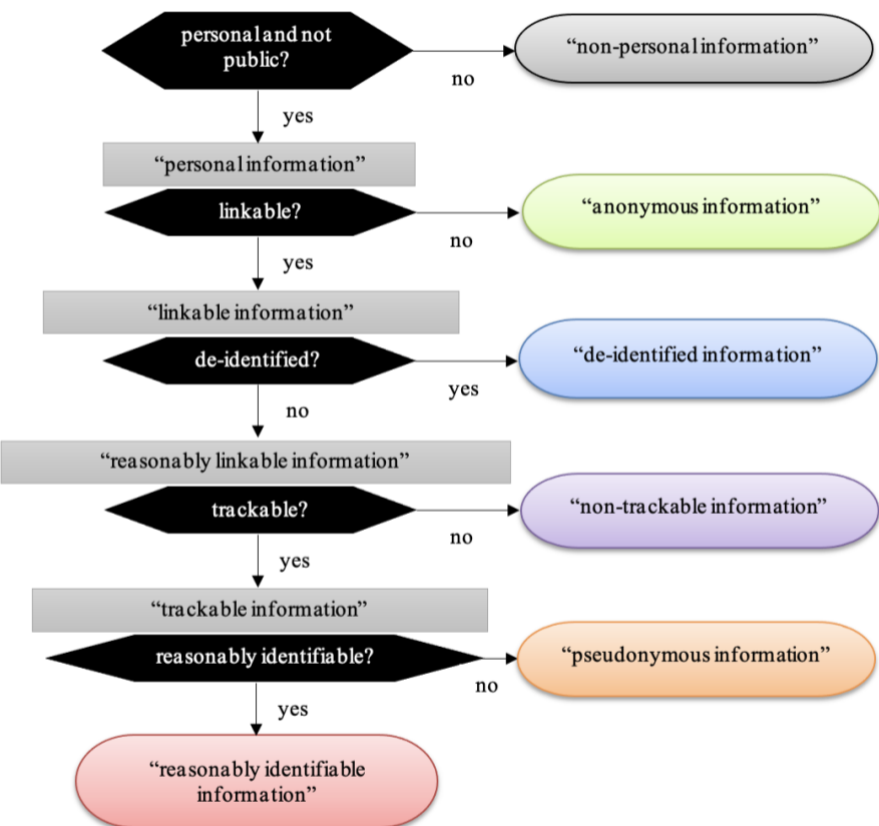 personal and not
public?
“non-personal information”
no
yes
“personal information”
linkable?
“anonymous information”
no
yes
“linkable information”
de-identified?
“de-identified information”
yes
no
“reasonably linkable information”
trackable?
“non-trackable information”
no
yes
“trackable information”
reasonably identifiable?
“pseudonymous information”
no
yes
“reasonably identifiable
information”